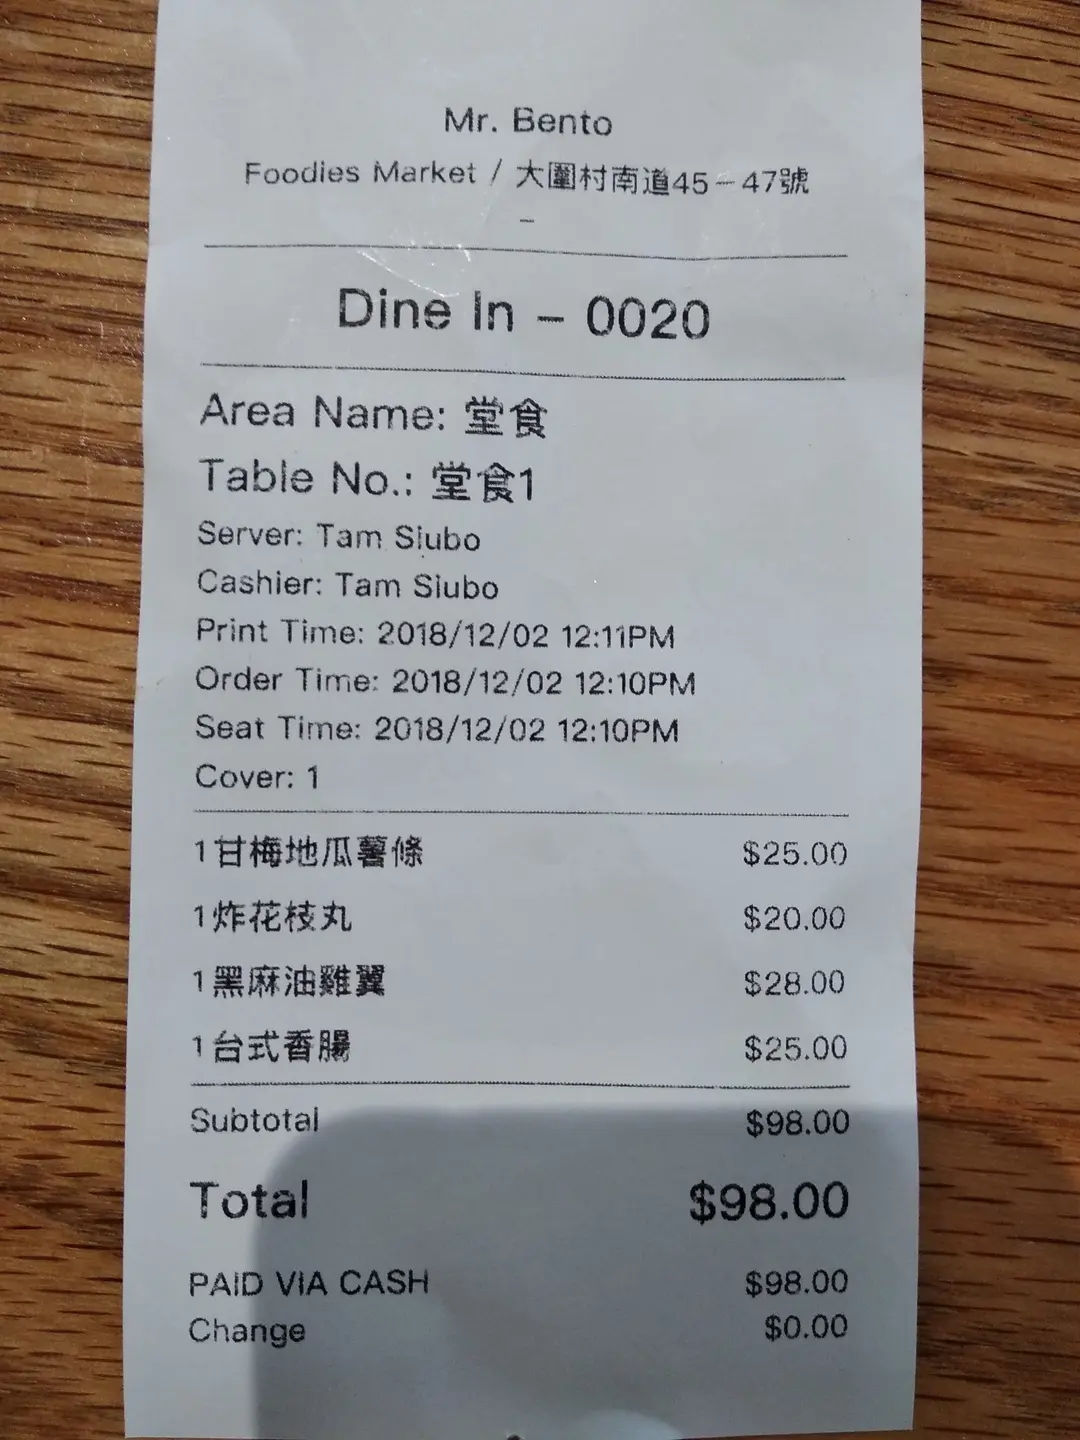 Mr. Bento
Foodies Market / 大圍村南道45-47號
-
Dine In - 0020
Area Name: 堂食
Table No.: 堂食1
Server: Tam Siubo
Cashier: Tam Siubo
Print Time: 2018/12/02 12:11PM
Order Time: 2018/12/02 12:10PM
Seat Time: 2018/12/02 12:10PM
Cover: 1
1 甘梅地瓜薯條 $25.00
1 炸花枝丸 $20.00
1 黑麻油雞翼 $28.00
1 台式香腸 $25.00
Subtotal $98.00
Total $98.00
PAID VIA CASH $98.00
Change $0.00